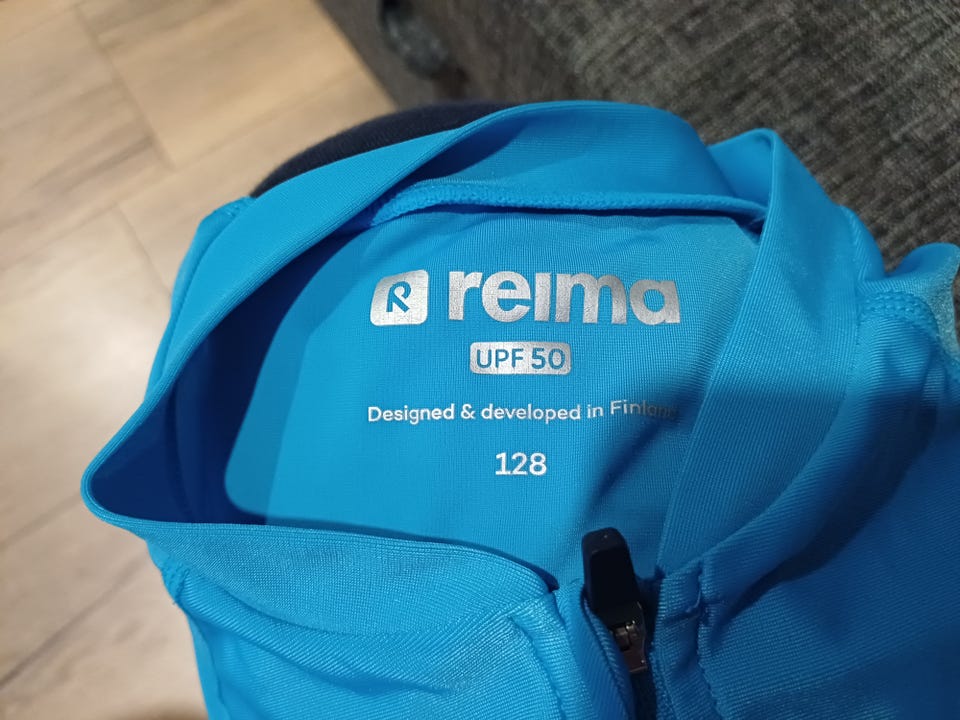 R reima
UPF 50
Designed & developed in Finland
128